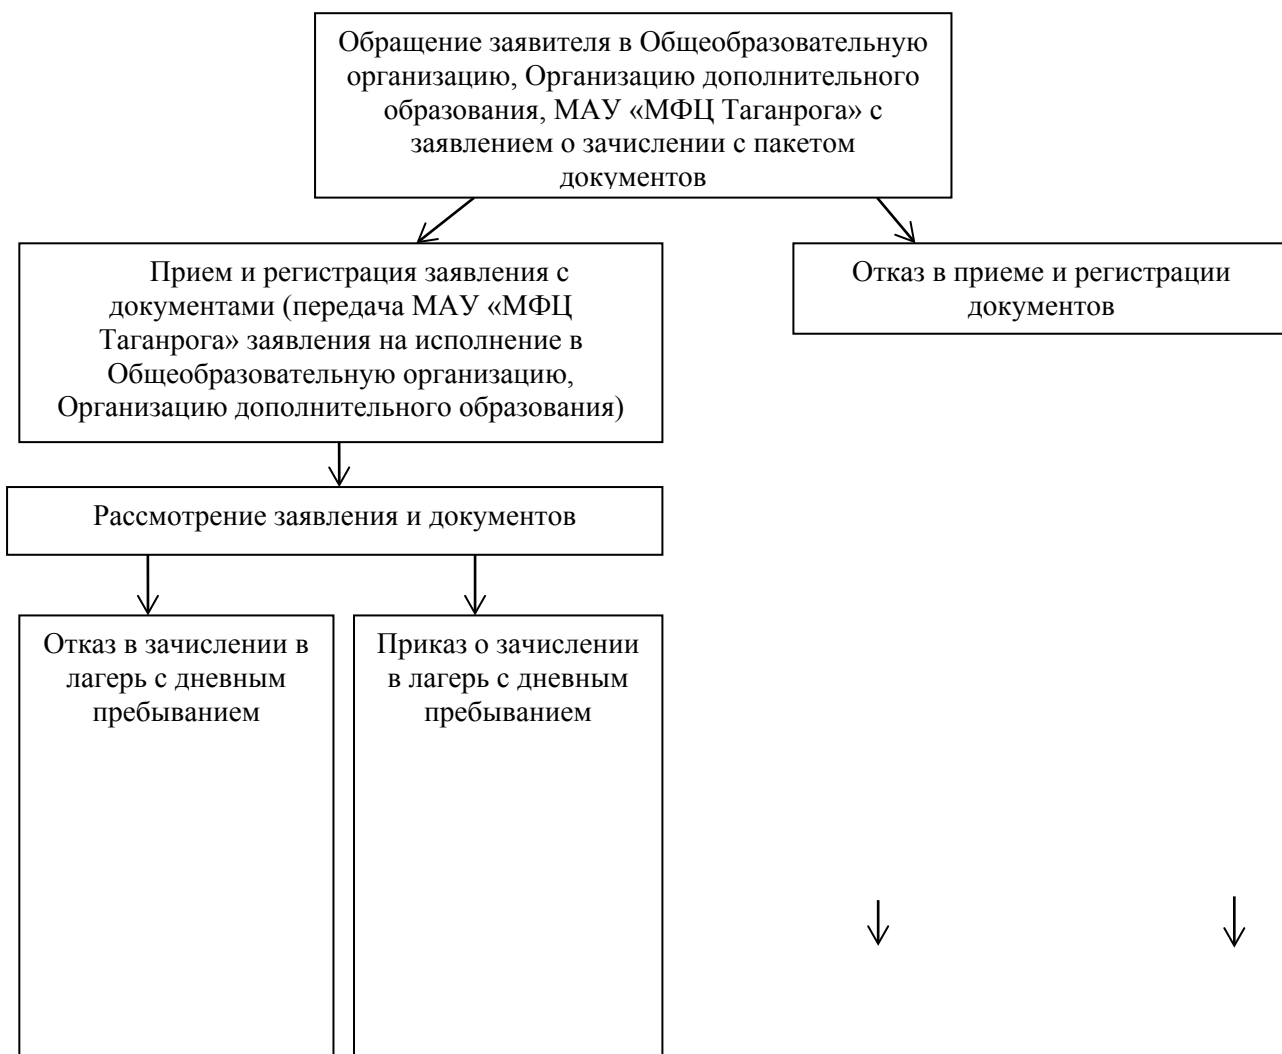 Обращение заявителя в Общеобразовательную
организацию, Организацию дополнительного
образования, МАУ «МФЦ Таганрога» с
заявлением о зачислении с пакетом
документов
Прием и регистрация заявления с
документами (передача МАУ «МФЦ
Таганрога» заявления на исполнение в
Общеобразовательную организацию,
Организацию дополнительного образования)
Отказ в приеме и регистрации
документов
Рассмотрение заявления и документов
Отказ в зачислении в
лагерь с дневным
пребыванием
Приказ о зачислении
в лагерь с дневным
пребыванием